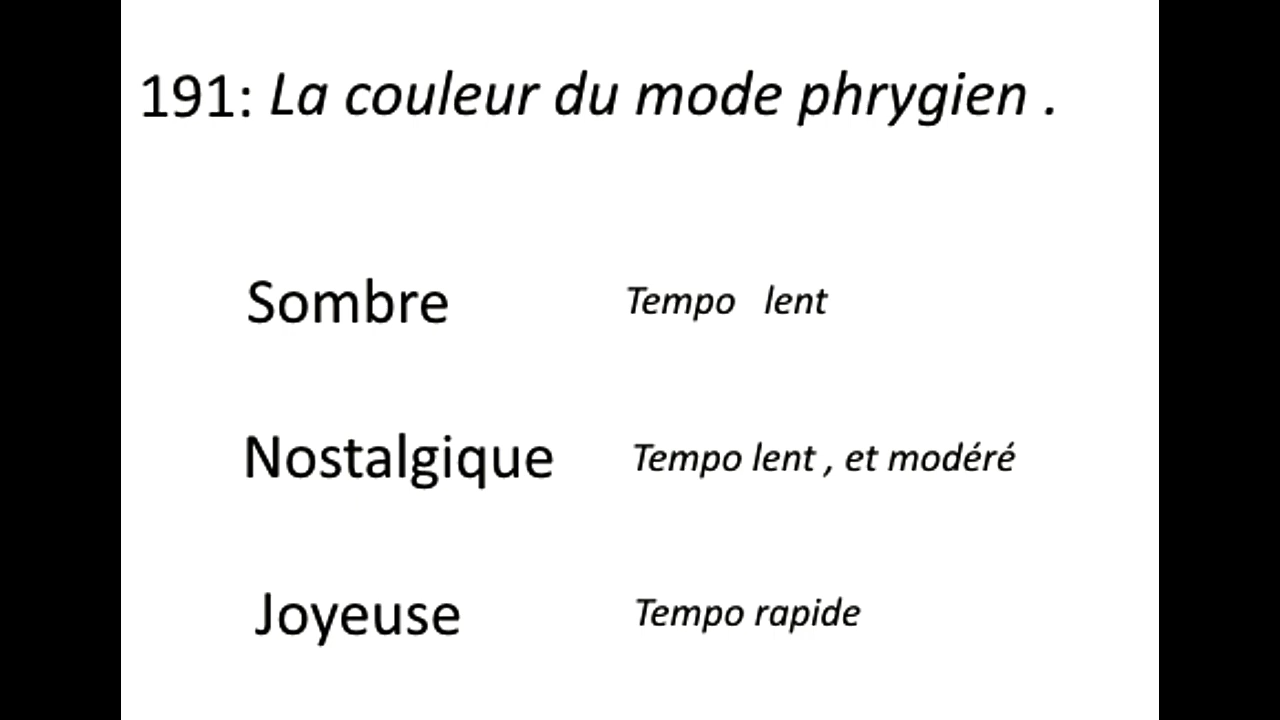 191: La couleur du mode phrygien .
Sombre Tempo lent
Nostalgique Tempo lent , et modéré
Joyeuse Tempo rapide